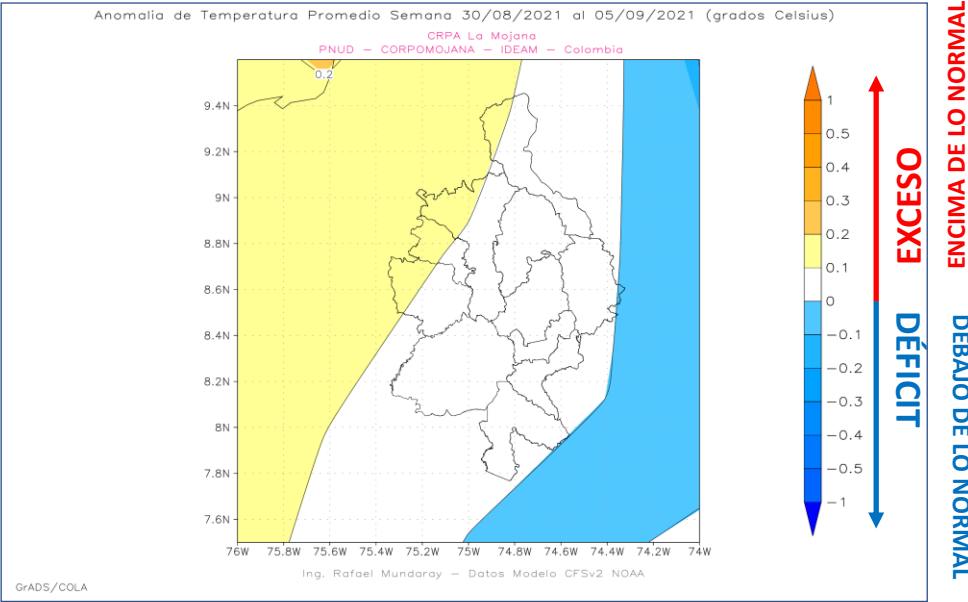 Anomalia de Temperatura Promedio Semana 30/08/2021 al 05/09/2021 (grados Celsius)
CRPA La Mojana
PNUD – CORPOMOJANA – IDEAM – Colombia
0.2
9.4N
9.2N
9N
8.8N
8.6N
8.4N
8.2N
8N
7.8N
7.6N
76W 75.8W 75.6W 75.4W 75.2W 75W 74.8W 74.6W 74.4W 74.2W 74W
1
0.5
0.4
0.3
0.2
0.1
0
−0.1
−0.2
−0.3
−0.4
−0.5
−1
EXCESO
DÉFICIT
ENCIMA DE LO NORMAL
DEBAJO DE LO NORMAL
Ing. Rafael Mundaray – Datos Modelo CFSv2 NOAA
GrADS/COLA